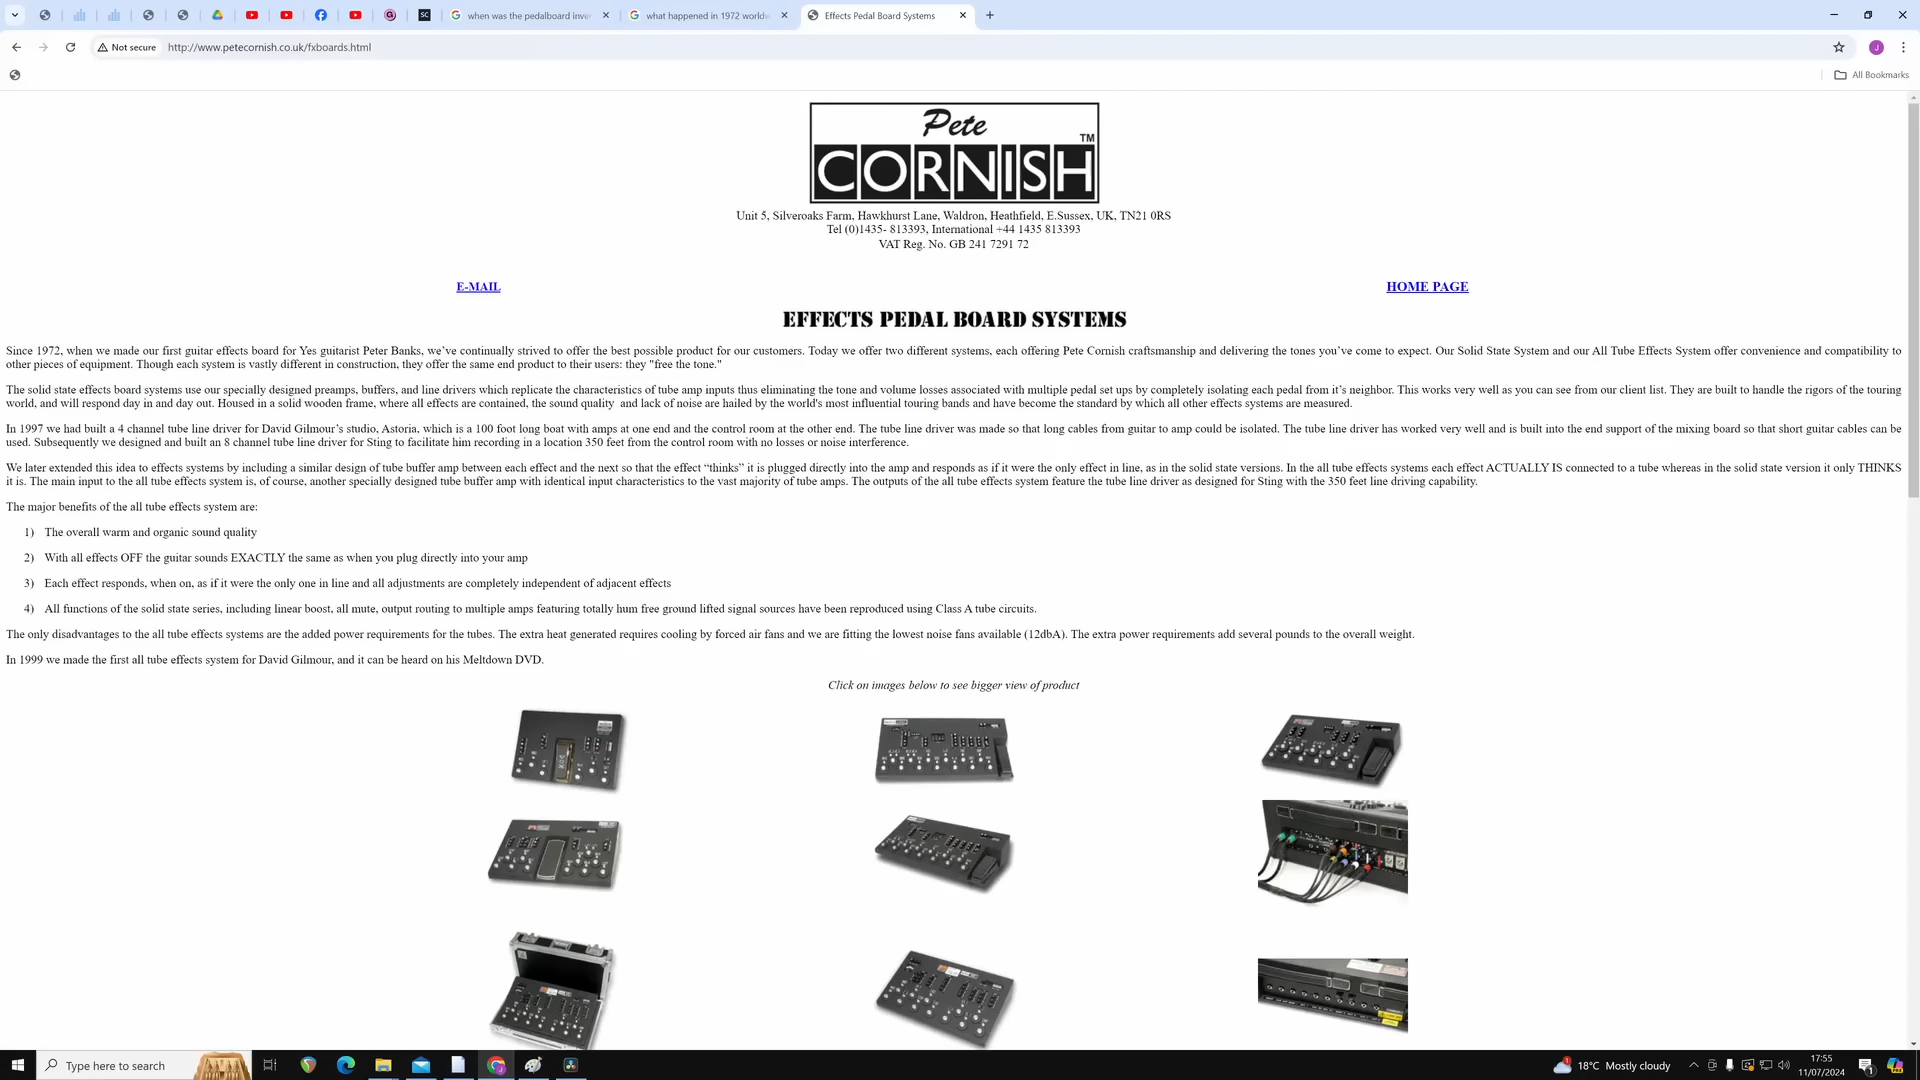 when was the pedalboard inve
what happened in 1972 worldw
Effects Pedal Board Systems
Not secure
http://www.petecornish.co.uk/fxboards.html
J
All Bookmarks
Pete
CORNISH
TM
Unit 5, Silveroaks Farm, Hawkhurst Lane, Waldron, Heathfield, E.Sussex, UK, TN21 0RS
Tel (0)1435- 813393, International +44 1435 813393
VAT Reg. No. GB 241 7291 72
E-MAIL
HOME PAGE
EFFECTS PEDAL BOARD SYSTEMS
Since 1972, when we made our first guitar effects board for Yes guitarist Peter Banks, we’ve continually strived to offer the best possible product for our customers. Today we offer two different systems, each offering Pete Cornish craftsmanship and delivering the tones you’ve come to expect. Our Solid State System and our All Tube Effects System offer convenience and compatibility to
other pieces of equipment. Though each system is vastly different in construction, they offer the same end product to their users: they "free the tone."
The solid state effects board systems use our specially designed preamps, buffers, and line drivers which replicate the characteristics of tube amp inputs thus eliminating the tone and volume losses associated with multiple pedal set ups by completely isolating each pedal from it’s neighbor. This works very well as you can see from our client list. They are built to handle the rigors of the touring
world, and will respond day in and day out. Housed in a solid wooden frame, where all effects are contained, the sound quality and lack of noise are hailed by the world's most influential touring bands and have become the standard by which all other effects systems are measured.
In 1997 we had built a 4 channel tube line driver for David Gilmour’s studio, Astoria, which is a 100 foot long boat with amps at one end and the control room at the other end. The tube line driver was made so that long cables from guitar to amp could be isolated. The tube line driver has worked very well and is built into the end support of the mixing board so that short guitar cables can be
used. Subsequently we designed and built an 8 channel tube line driver for Sting to facilitate him recording in a location 350 feet from the control room with no losses or noise interference.
We later extended this idea to effects systems by including a similar design of tube buffer amp between each effect and the next so that the effect “thinks” it is plugged directly into the amp and responds as if it were the only effect in line, as in the solid state versions. In the all tube effects systems each effect ACTUALLY IS connected to a tube whereas in the solid state version it only THINKS
it is. The main input to the all tube effects system is, of course, another specially designed tube buffer amp with identical input characteristics to the vast majority of tube amps. The outputs of the all tube effects system feature the tube line driver as designed for Sting with the 350 feet line driving capability.
The major benefits of the all tube effects system are:
1) The overall warm and organic sound quality
2) With all effects OFF the guitar sounds EXACTLY the same as when you plug directly into your amp
3) Each effect responds, when on, as if it were the only one in line and all adjustments are completely independent of adjacent effects
4) All functions of the solid state series, including linear boost, all mute, output routing to multiple amps featuring totally hum free ground lifted signal sources have been reproduced using Class A tube circuits.
The only disadvantages to the all tube effects systems are the added power requirements for the tubes. The extra heat generated requires cooling by forced air fans and we are fitting the lowest noise fans available (12dbA). The extra power requirements add several pounds to the overall weight.
In 1999 we made the first all tube effects system for David Gilmour, and it can be heard on his Meltdown DVD.
Click on images below to see bigger view of product
Type here to search
18°C Mostly cloudy
17:55
11/07/2024